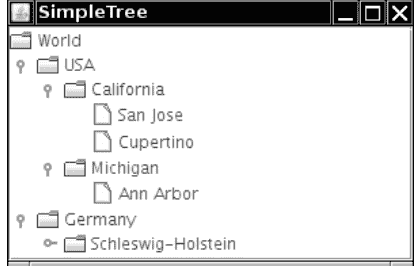 SimpleTree
World
USA
California
San Jose
Cupertino
Michigan
Ann Arbor
Germany
Schleswig-Holstein